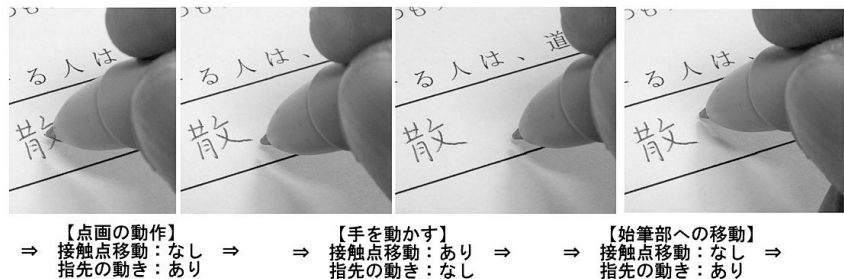 る人は
散
る人は、
散
る人は、道
散
る人は、
散
【点画の動作】
⇒ 接触点移動：なし ⇒
指先の動き：あり
【手を動かす】
⇒ 接触点移動：あり ⇒
指先の動き：なし
【始筆部への移動】
⇒ 接触点移動：なし ⇒
指先の動き：あり